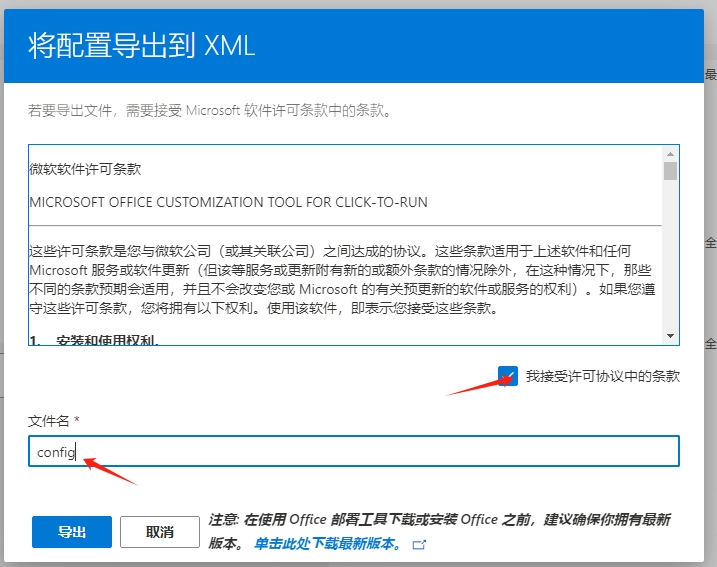 将配置导出到 XML
最
若要导出文件，需要接受 Microsoft 软件许可条款中的条款。
微软软件许可条款
MICROSOFT OFFICE CUSTOMIZATION TOOL FOR CLICK-TO-RUN
这些许可条款是您与微软公司（或其关联公司）之间达成的协议。这些条款适用于上述软件和任何
全
Microsoft 服务或软件更新（但该等服务或更新附有新的或额外条款的情况除外，在这种情况下，那些
不同的条款预期会适用，并且不会改变您或 Microsoft 的有关预更新的软件或服务的权利）。如果您遵
守这些许可条款，您将拥有以下权利。使用该软件，即表示您接受这些条款。
1. 安装和使用权利。
全
我接受许可协议中的条款
文件名 *
config
导出
取消
注意: 在使用 Office 部署工具下载或安装 Office 之前，建议确保你拥有最新
版本。 单击此处下载最新版本。